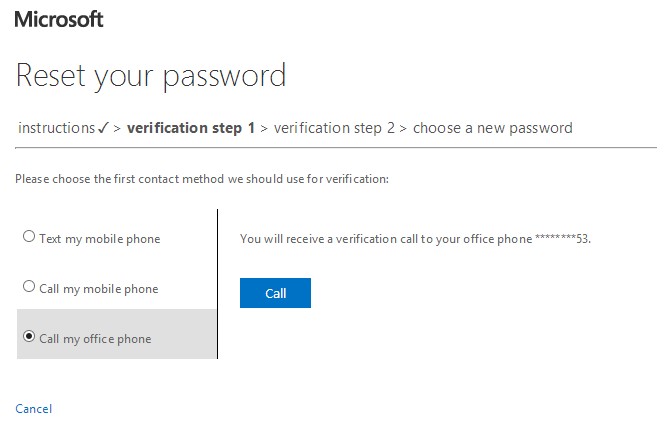 Microsoft
Reset your password
instructions ✓ > verification step 1 > verification step 2 > choose a new password
Please choose the first contact method we should use for verification:
Text my mobile phone
Call my mobile phone
Call my office phone
You will receive a verification call to your office phone ********53.
Call
Cancel